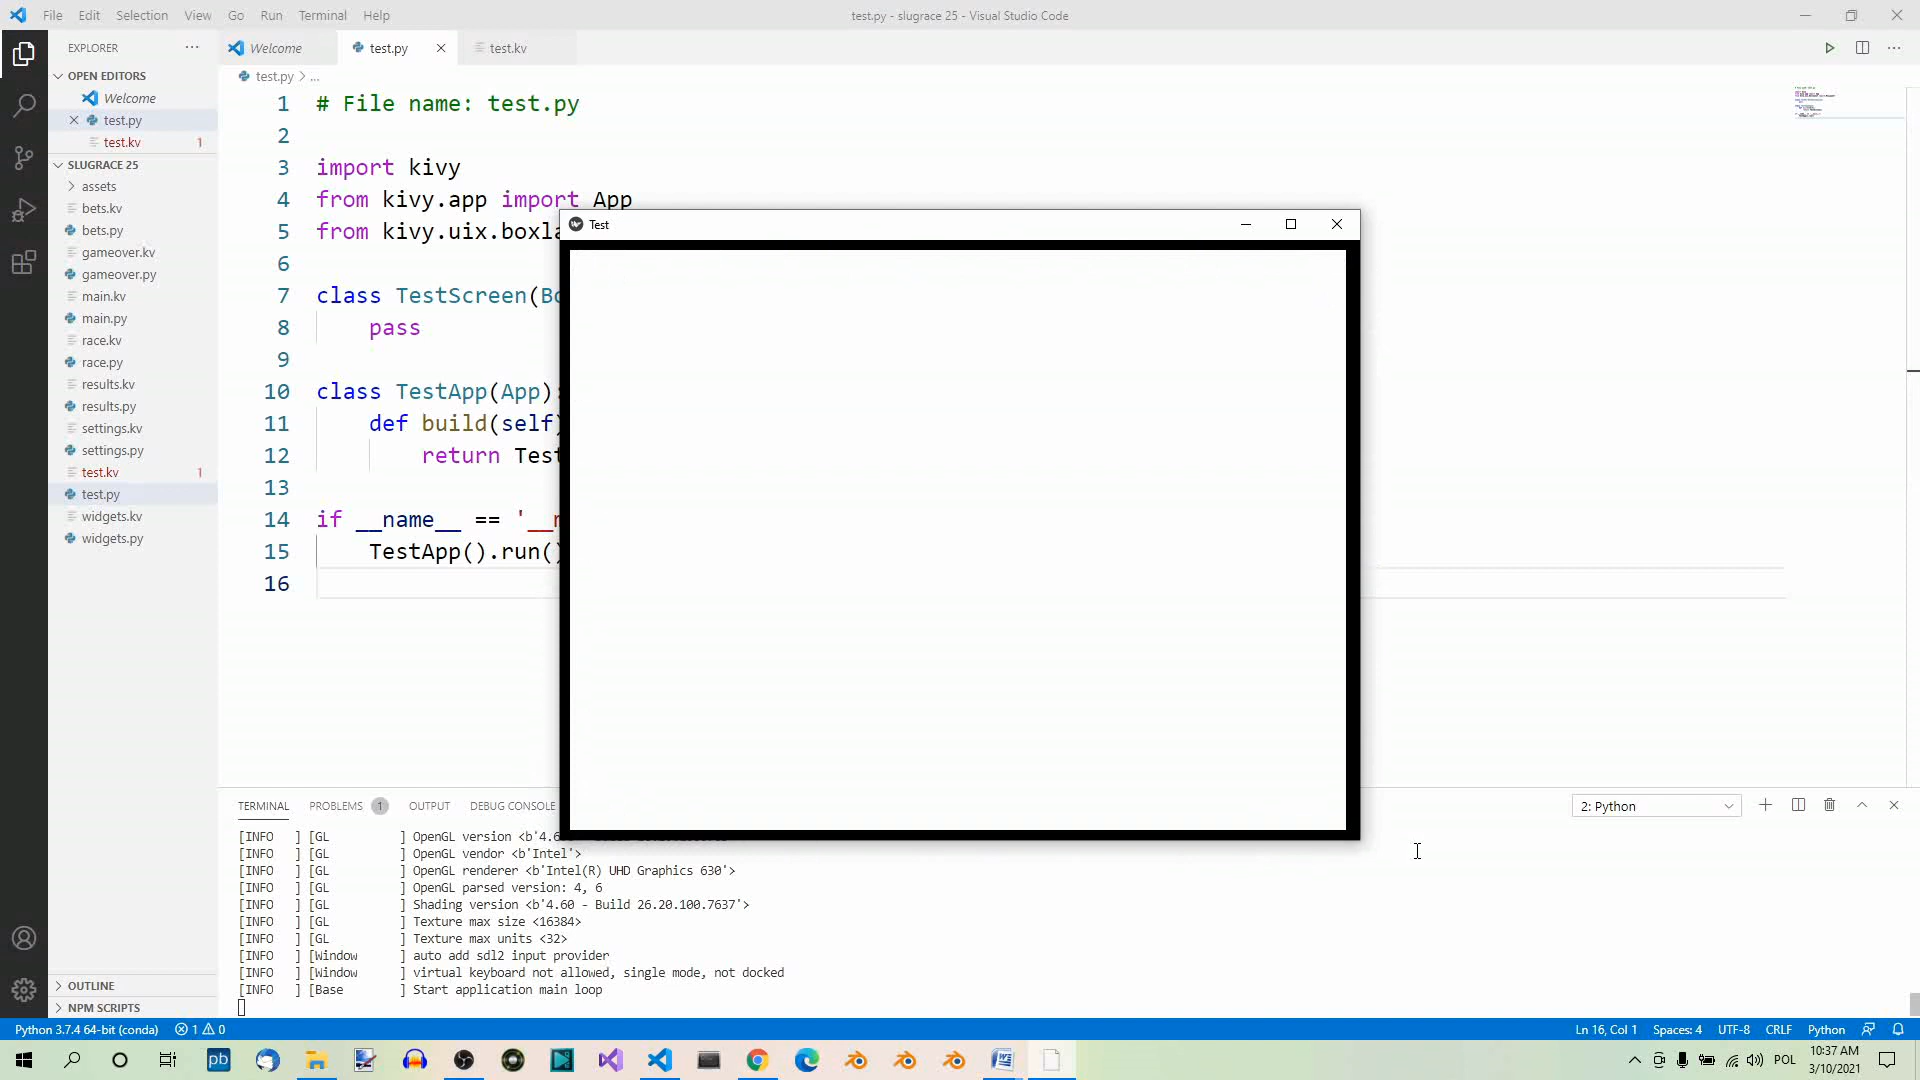 File Edit Selection View Go Run Terminal Help
test.py - slugrace 25 - Visual Studio Code
EXPLORER
Welcome
test.py
test.kv
OPEN EDITORS
Welcome
test.py
test.kv 1
SLUGRACE 25
assets
bets.kv
bets.py
gameover.kv
gameover.py
main.kv
main.py
race.kv
race.py
results.kv
results.py
settings.kv
settings.py
test.kv 1
test.py
widgets.kv
widgets.py
OUTLINE
NPM SCRIPTS
test.py > ...
1 # File name: test.py
2
3 import kivy
4 from kivy.app import App
5 from kivy.uix.boxla
6
7 class TestScreen(Bo
8 pass
9
10 class TestApp(App):
11 def build(self)
12 return Test
13
14 if __name__ == '__m
15 TestApp().run()
16
Test
TERMINAL PROBLEMS 1 OUTPUT DEBUG CONSOLE
2: Python
[INFO ] [GL ] OpenGL version <b'4.6
[INFO ] [GL ] OpenGL vendor <b'Intel'>
[INFO ] [GL ] OpenGL renderer <b'Intel(R) UHD Graphics 630'>
[INFO ] [GL ] OpenGL parsed version: 4, 6
[INFO ] [GL ] Shading version <b'4.60 - Build 26.20.100.7637'>
[INFO ] [GL ] Texture max size <16384>
[INFO ] [GL ] Texture max units <32>
[INFO ] [Window ] auto add sdl2 input provider
[INFO ] [Window ] virtual keyboard not allowed, single mode, not docked
[INFO ] [Base ] Start application main loop
Python 3.7.4 64-bit (conda) 1 0
Ln 16, Col 1 Spaces: 4 UTF-8 CRLF Python
pb
POL
10:37 AM
3/10/2021